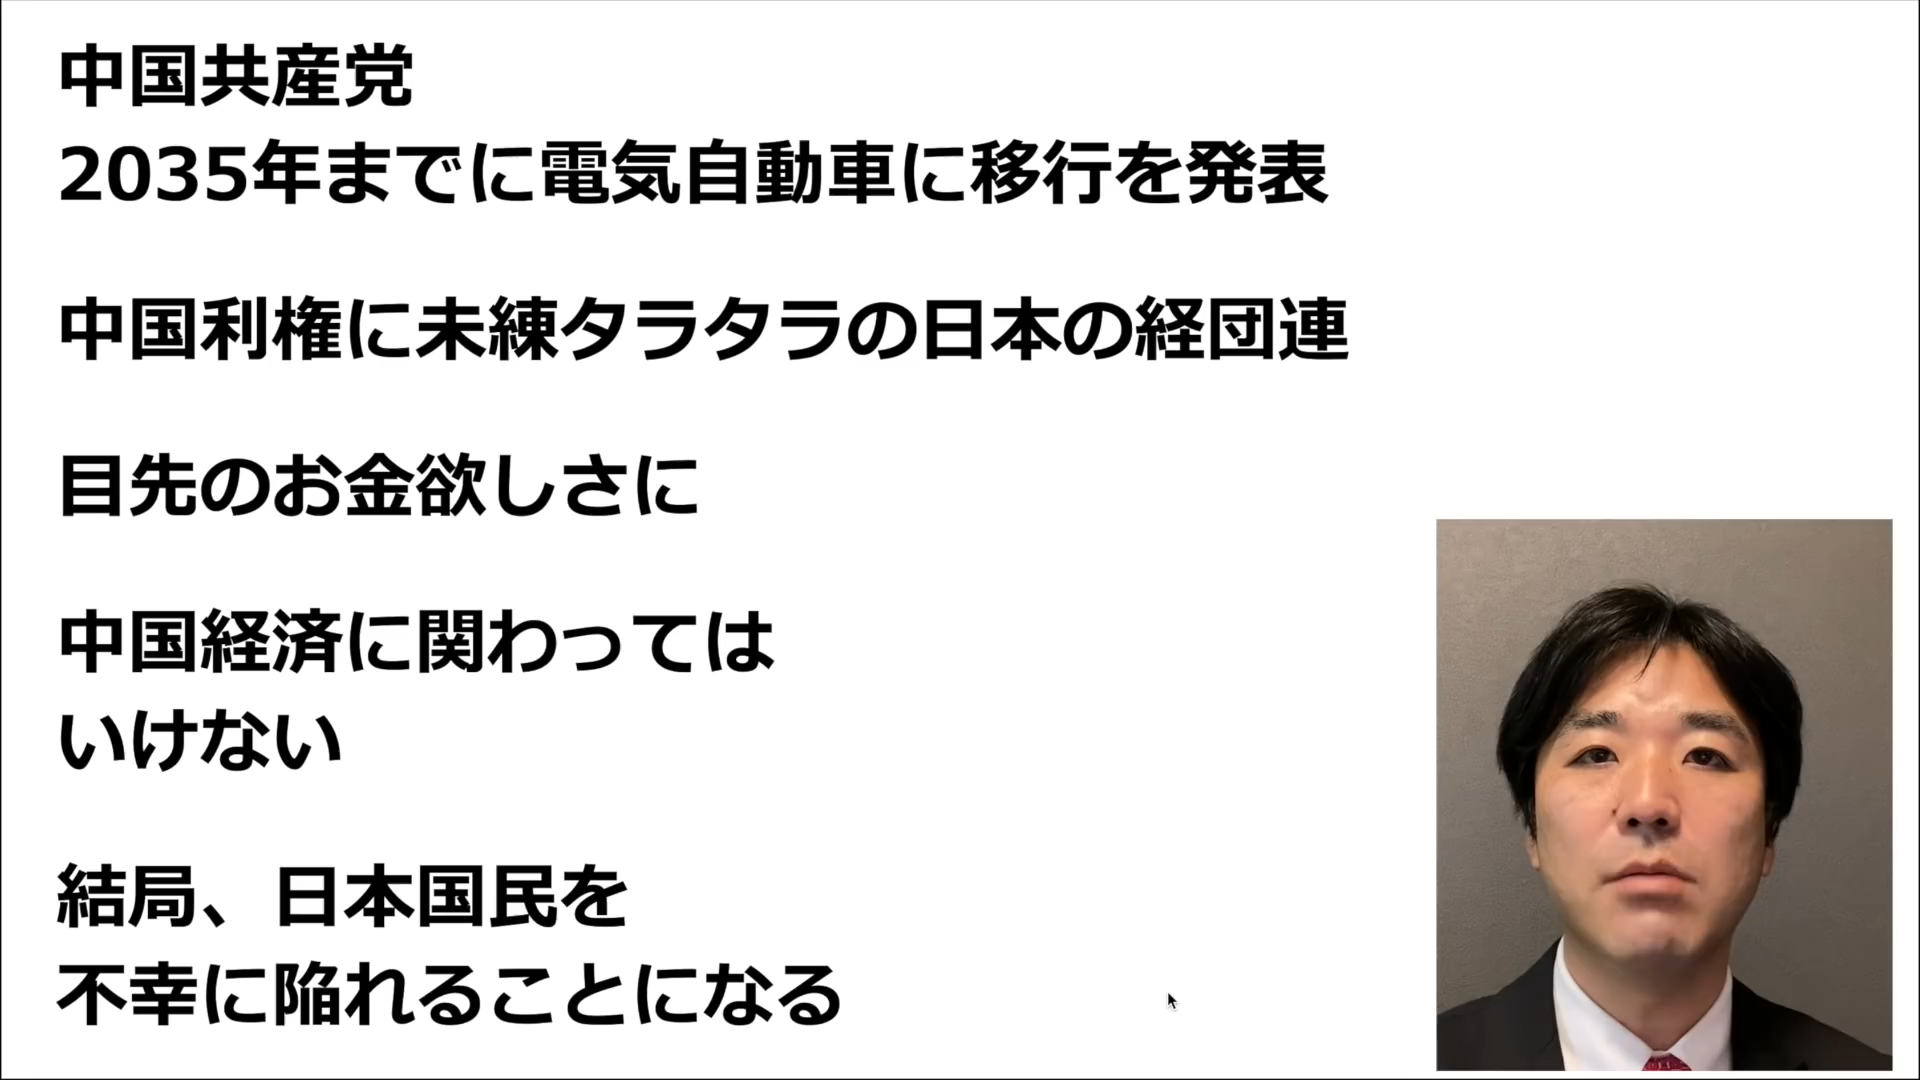 中国共産党
2035年までに電気自動車に移行を発表
中国利権に未練タラタラの日本の経団連
目先のお金欲しさに
中国経済に関わっては
いけない
結局、日本国民を
不幸に陥れることになる